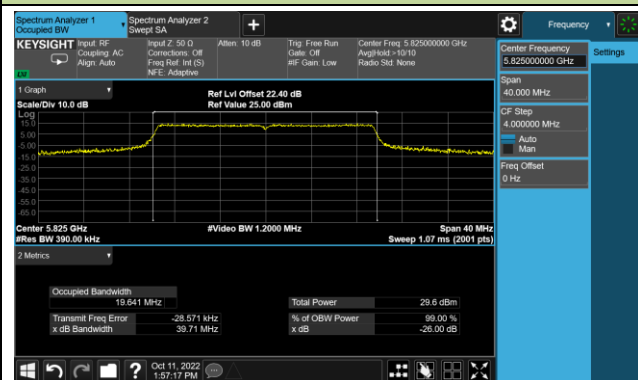 Spectrum Analyzer 1
Occupied BW
Spectrum Analyzer 2
Swept SA
Frequency
KEYSIGHT
Input: RF
Coupling: AC
Align: Auto
Input Z: 50 Ω
Corrections: Off
Freq Ref: Int (S)
NFE: Adaptive
Atten: 10 dB
Trig: Free Run
Gate: Off
#IF Gain: Low
Center Freq: 5.825000000 GHz
Avg|Hold:>10/10
Radio Std: None
Center Frequency
5.825000000 GHz
Settings
Span
40.000 MHz
CF Step
4.000000 MHz
Auto
Man
Freq Offset
0 Hz
1 Graph
Scale/Div 10.0 dB
Ref Lvl Offset 22.40 dB
Ref Value 25.00 dBm
Log
15.0
5.00
-5.00
-15.0
-25.0
-35.0
-45.0
-55.0
-65.0
Center 5.825 GHz
#Res BW 390.00 kHz
#Video BW 1.2000 MHz
Span 40 MHz
Sweep 1.07 ms (2001 pts)
2 Metrics
Occupied Bandwidth
19.641 MHz
Total Power 29.6 dBm
Transmit Freq Error -28.571 kHz
% of OBW Power 99.00 %
x dB Bandwidth 39.71 MHz
x dB -26.00 dB
?
Oct 11, 2022
1:57:17 PM